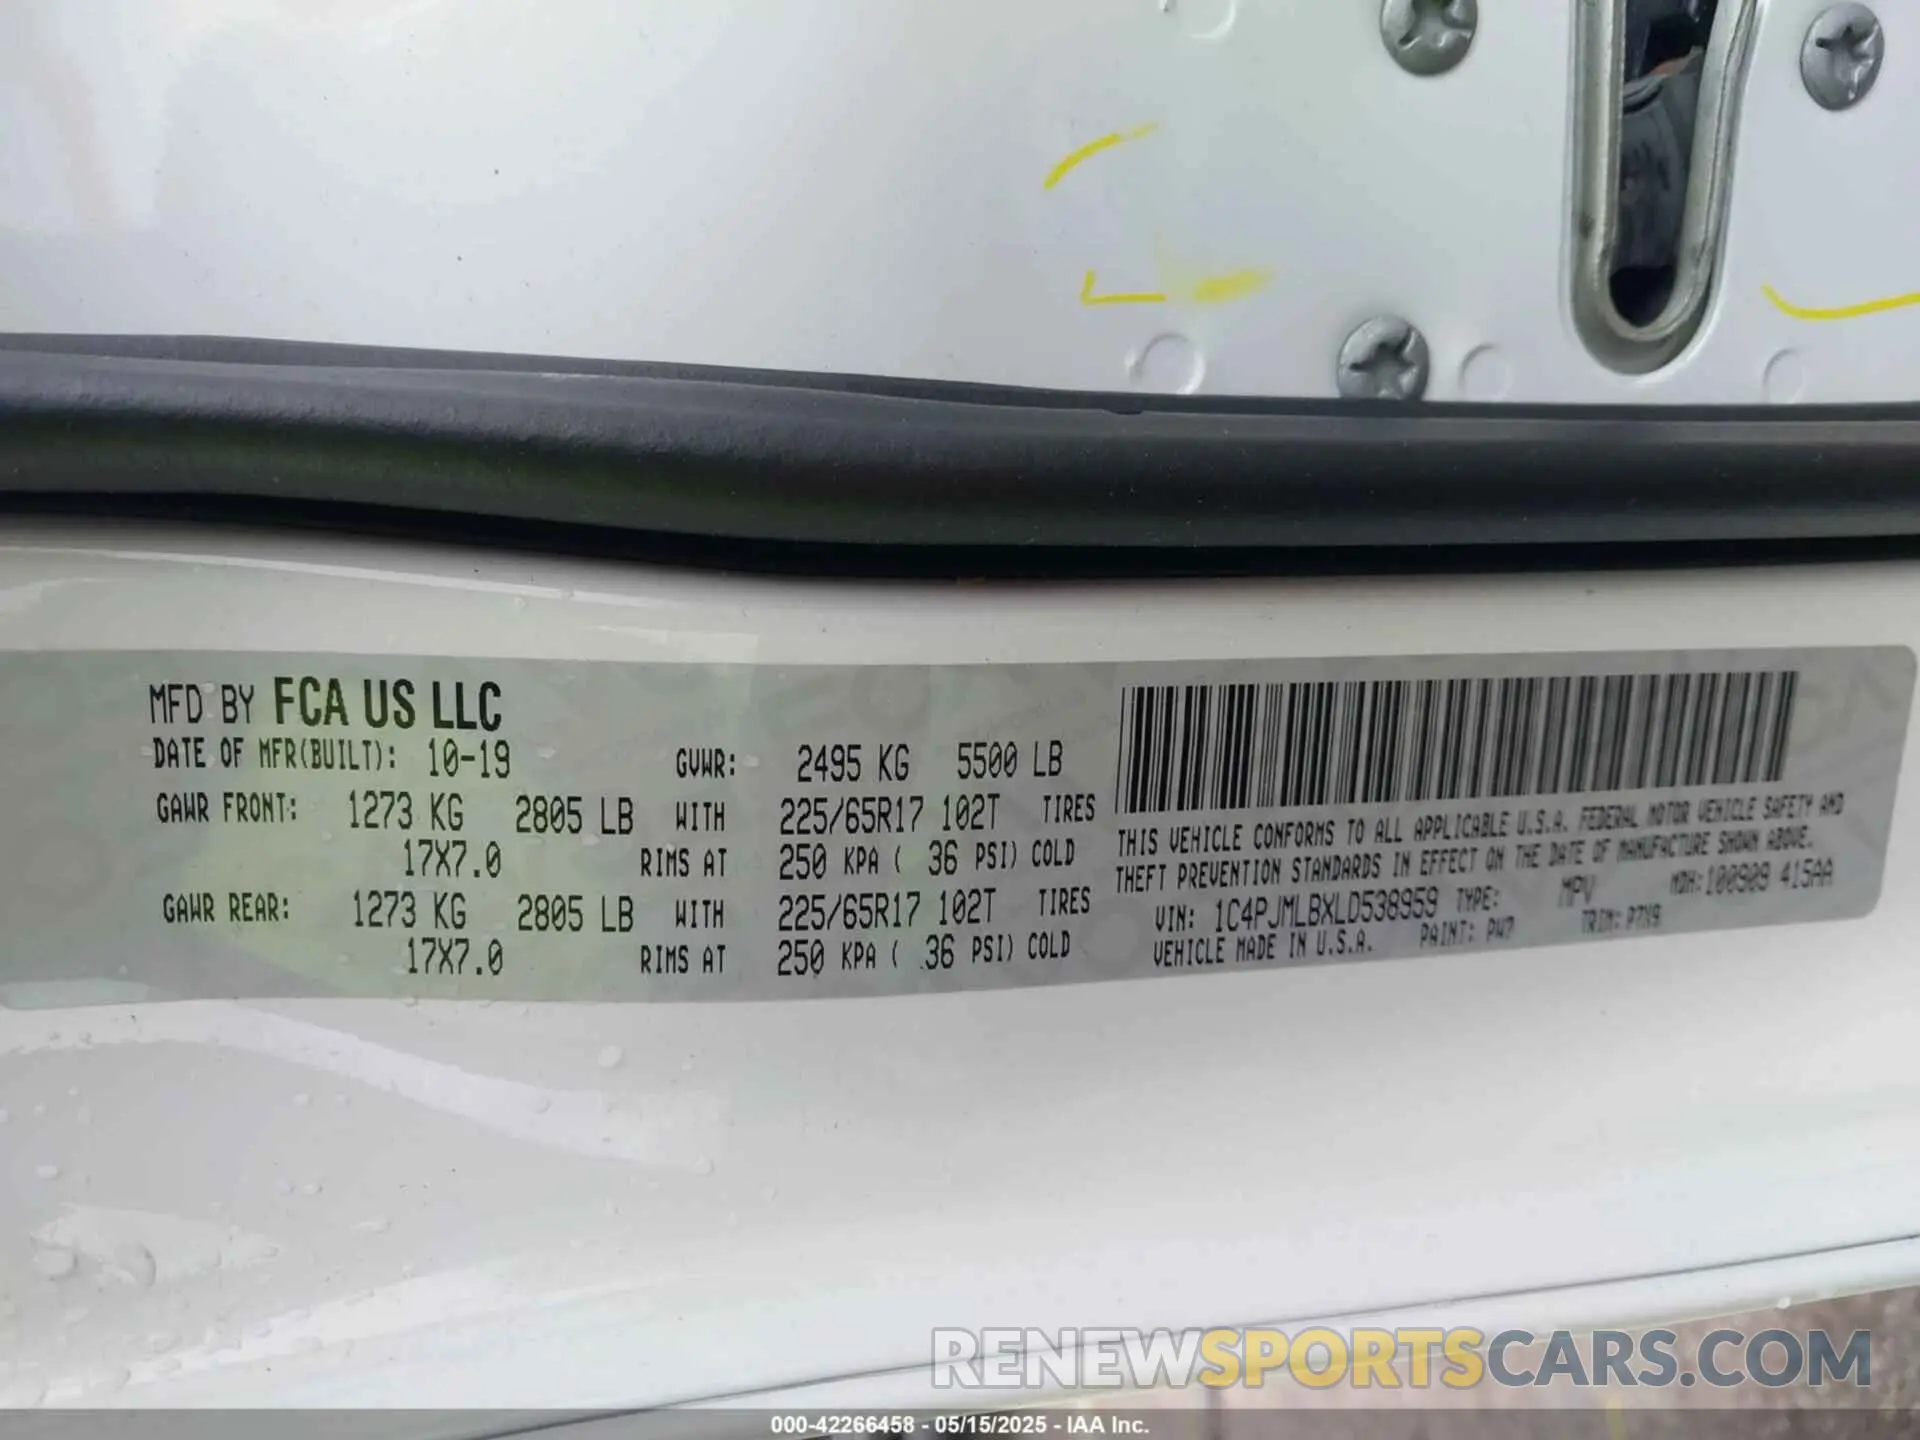 MFD BY FCA US LLC
DATE OF MFR(BUILT): 10-19 GVWR: 2495 KG 5500 LB
GAWR FRONT: 1273 KG 2805 LB WITH 225/65R17 102T TIRES
17X7.0 RIMS AT 250 KPA ( 36 PSI) COLD
GAWR REAR: 1273 KG 2805 LB WITH 225/65R17 102T TIRES
17X7.0 RIMS AT 250 KPA ( 36 PSI) COLD
THIS VEHICLE CONFORMS TO ALL APPLICABLE U.S.A. FEDERAL MOTOR VEHICLE SAFETY AND
THEFT PREVENTION STANDARDS IN EFFECT ON THE DATE OF MANUFACTURE SHOWN ABOVE.
VIN: 1C4PJMLBXLD538959 TYPE: MPV MDH: 100909 415AA
VEHICLE MADE IN U.S.A. PAINT: PW7 TRIM: P7X9
RENEWSPORTSCARS.COM
000-42266458 - 05/15/2025 - IAA Inc.